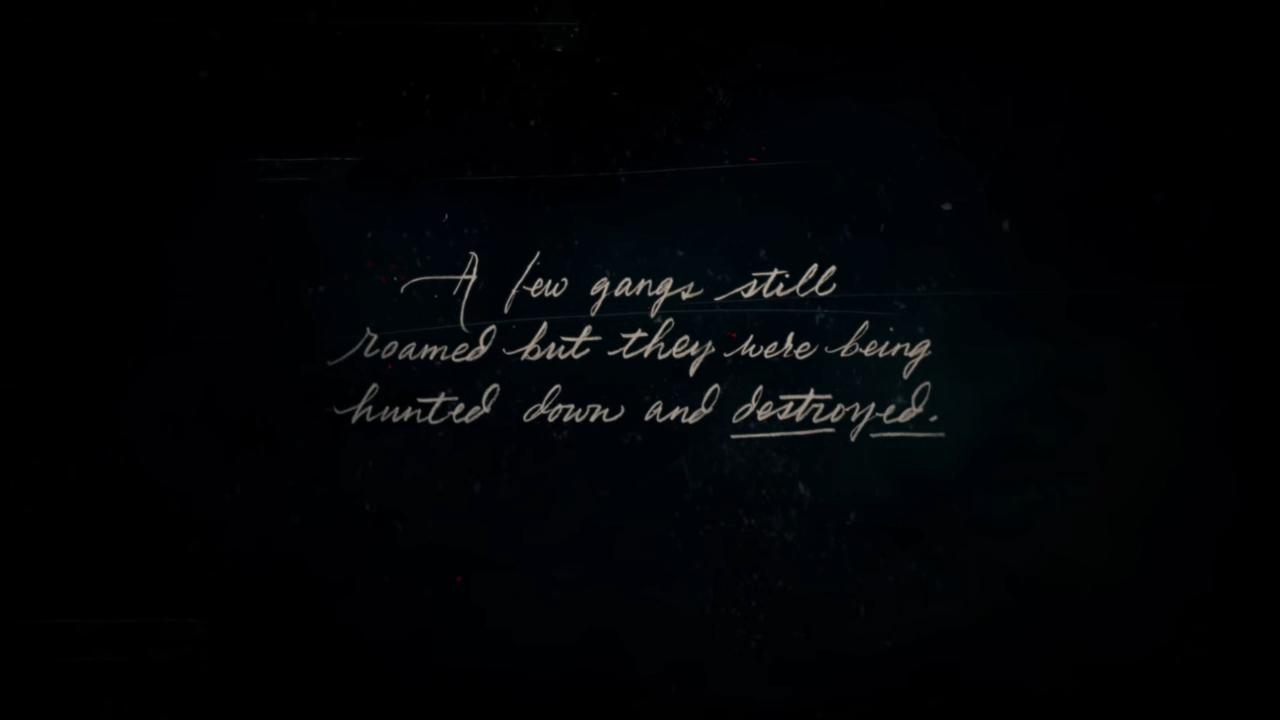 A few gangs still
roamed but they were being
hunted down and destroyed.